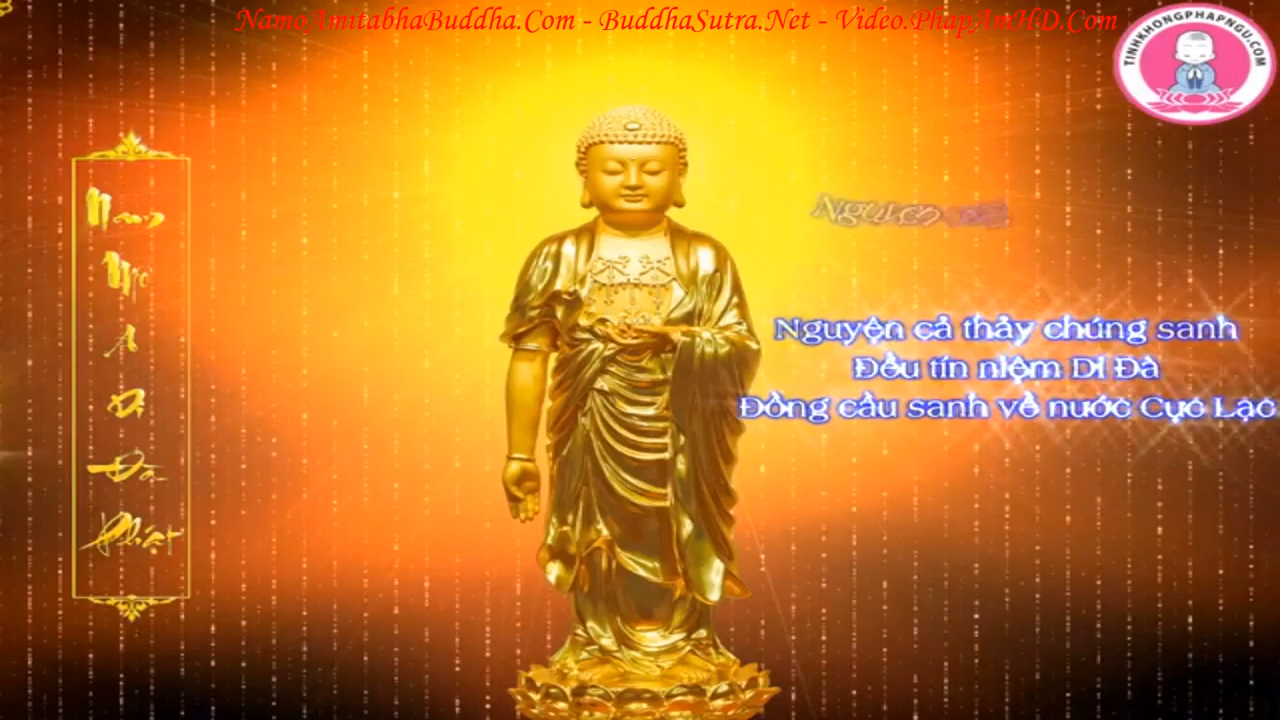 NamoAmitabhaBuddha.Com - BuddhaSutra.Net - Video.PhapAmHD.Com
TINHKHONGPHAPNGU.COM
Nam
Mô
A
Di
Đà
Phật
Nguyện
Nguyện cả thảy chúng sanh
Đều tín niệm Di Đà
Đồng cầu sanh về nước Cực Lạc